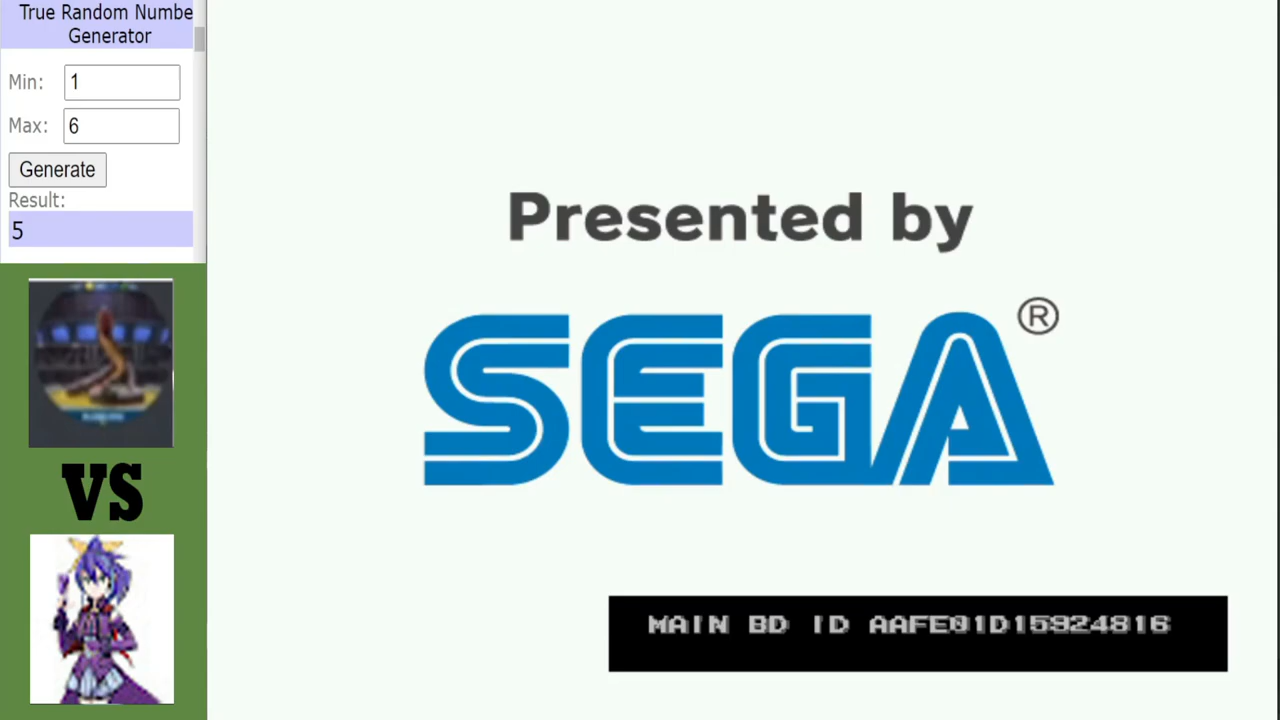 True Random Numbe
Generator
Min: 1
Max: 6
Generate
Result:
5
VS
Presented by
SEGA®
MAIN BD ID AAFE01D15924816